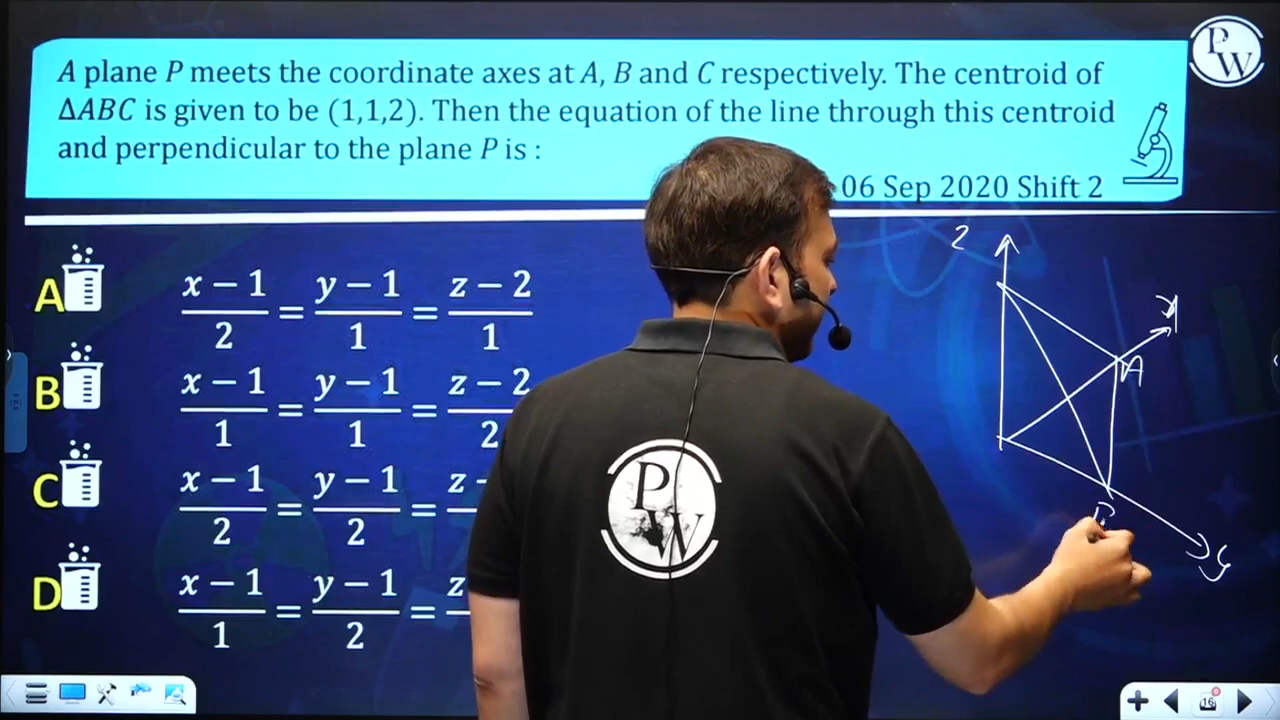 A plane P meets the coordinate axes at A, B and C respectively. The centroid of
ΔABC is given to be (1,1,2). Then the equation of the line through this centroid
and perpendicular to the plane P is :
06 Sep 2020 Shift 2
PW
A x − 1 / 2 = y − 1 / 1 = z − 2 / 1
B x − 1 / 1 = y − 1 / 1 = z − 2 / 2
C x − 1 / 2 = y − 1 / 2 = z
D x − 1 / 1 = y − 1 / 2 = z
z
x
A
B
y
PW
16